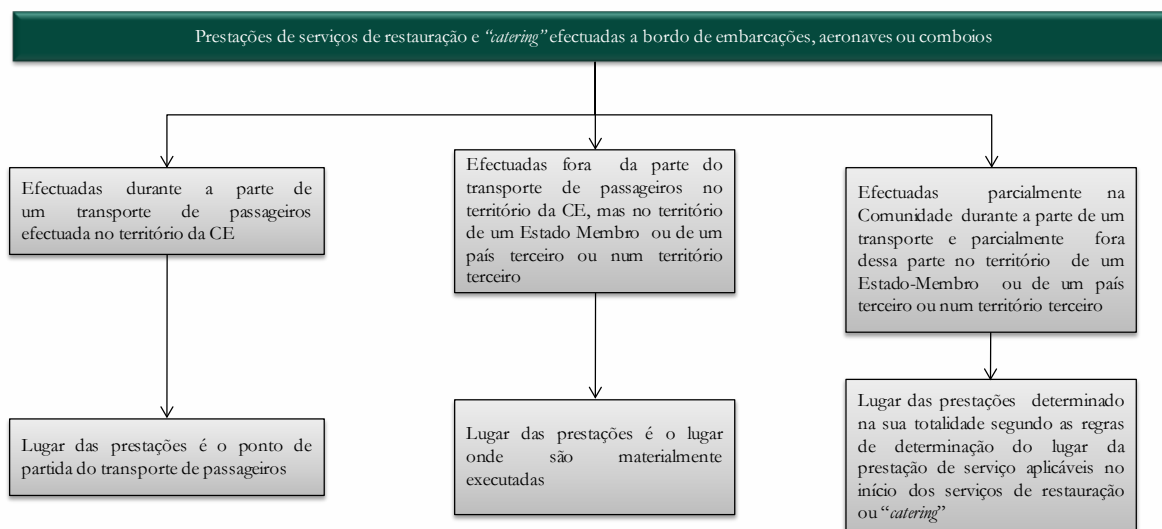 Prestações de serviços de restauração e “catering” efectuadas a bordo de embarcações, aeronaves ou comboios
Efectuadas durante a parte de
um transporte de passageiros
efectuada no território da CE
Efectuadas fora da parte do
transporte de passageiros no
território da CE, mas no território
de um Estado Membro ou de um
país terceiro ou num território
terceiro
Efectuadas parcialmente na
Comunidade durante a parte de um
transporte e parcialmente fora
dessa parte no território de um
Estado-Membro ou de um país
terceiro ou num território terceiro
Lugar das prestações é o ponto de
partida do transporte de passageiros
Lugar das prestações é o lugar
onde são materialmente
executadas
Lugar das prestações determinado
na sua totalidade segundo as regras
de determinação do lugar da
prestação de serviço aplicáveis no
início dos serviços de restauração
ou “catering”